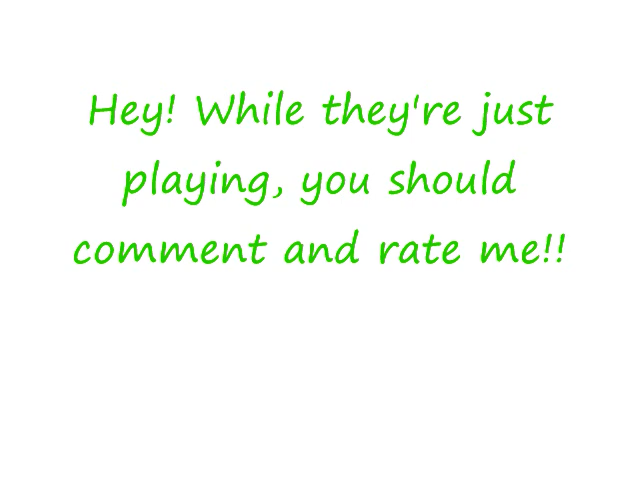 Hey! While they're just
playing, you should
comment and rate me!!